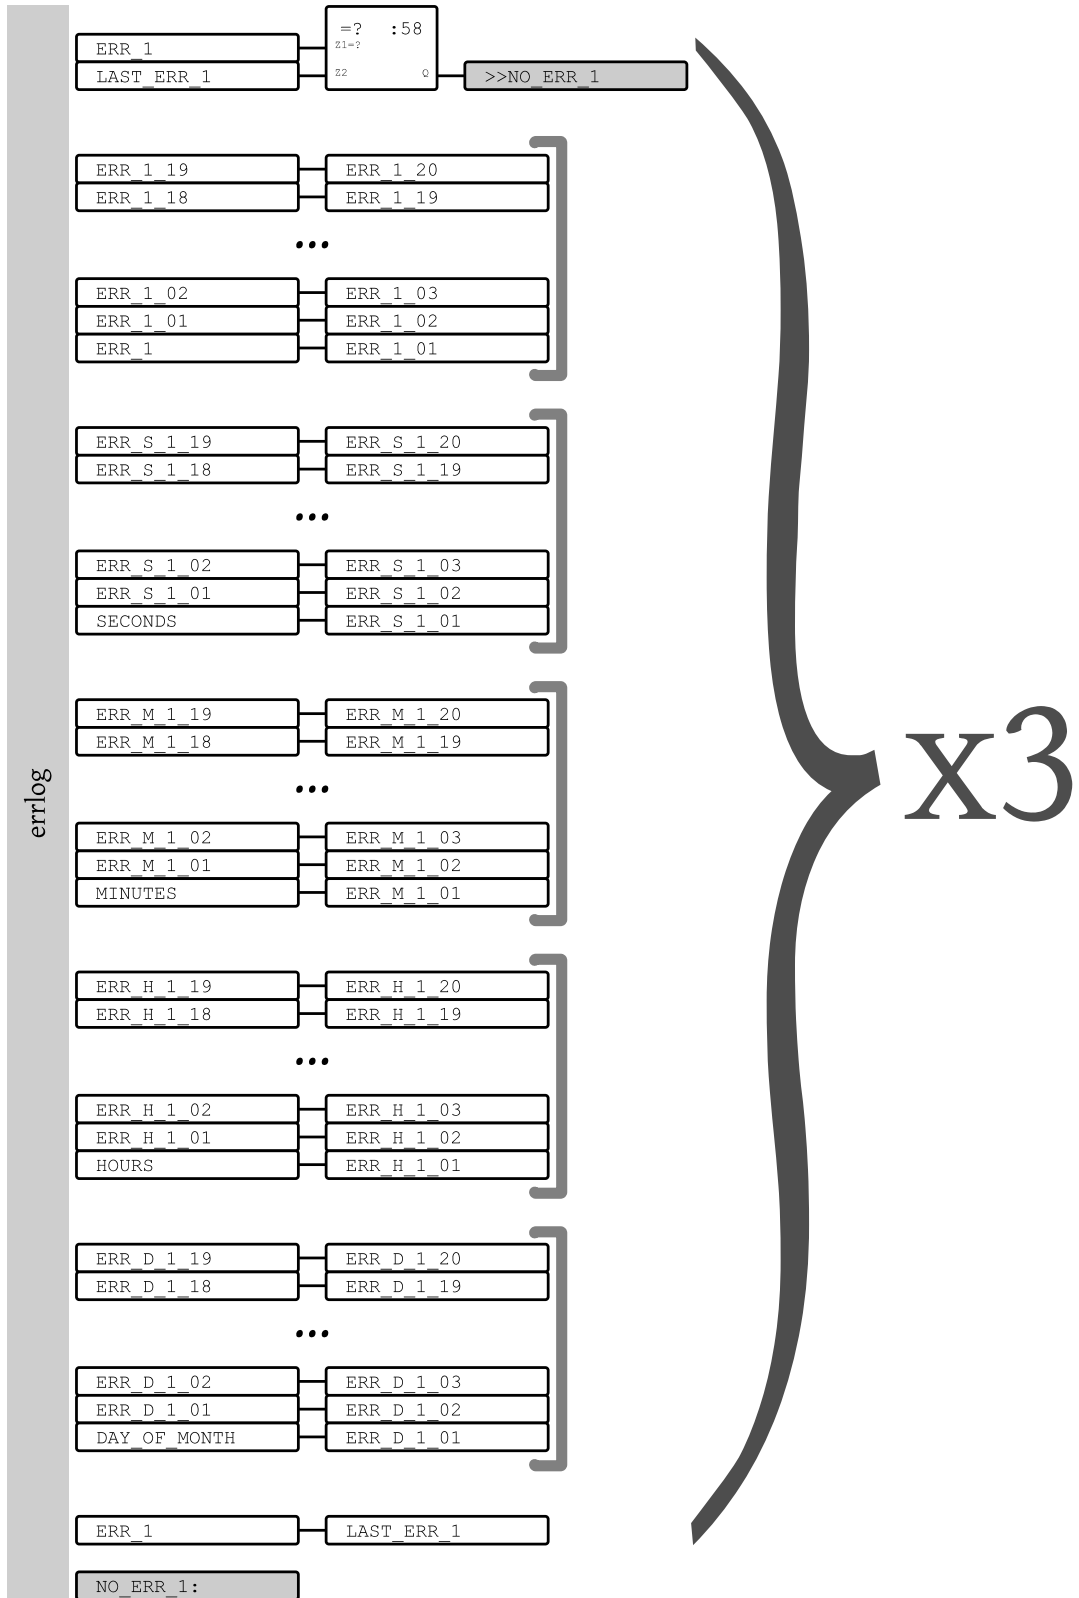 =? :58
ERR_1
Z1=?
LAST_ERR_1
Z2 Q
>>NO_ERR_1
ERR_1_19 ERR_1_20
ERR_1_18 ERR_1_19
...
ERR_1_02 ERR_1_03
ERR_1_01 ERR_1_02
ERR_1 ERR_1_01
ERR_S_1_19 ERR_S_1_20
ERR_S_1_18 ERR_S_1_19
...
ERR_S_1_02 ERR_S_1_03
ERR_S_1_01 ERR_S_1_02
SECONDS ERR_S_1_01
ERR_M_1_19 ERR_M_1_20
ERR_M_1_18 ERR_M_1_19
...
ERR_M_1_02 ERR_M_1_03
ERR_M_1_01 ERR_M_1_02
MINUTES ERR_M_1_01
ERR_H_1_19 ERR_H_1_20
ERR_H_1_18 ERR_H_1_19
...
ERR_H_1_02 ERR_H_1_03
ERR_H_1_01 ERR_H_1_02
HOURS ERR_H_1_01
ERR_D_1_19 ERR_D_1_20
ERR_D_1_18 ERR_D_1_19
...
ERR_D_1_02 ERR_D_1_03
ERR_D_1_01 ERR_D_1_02
DAY_OF_MONTH ERR_D_1_01
ERR_1 LAST_ERR_1
NO_ERR_1:
errlog
x3